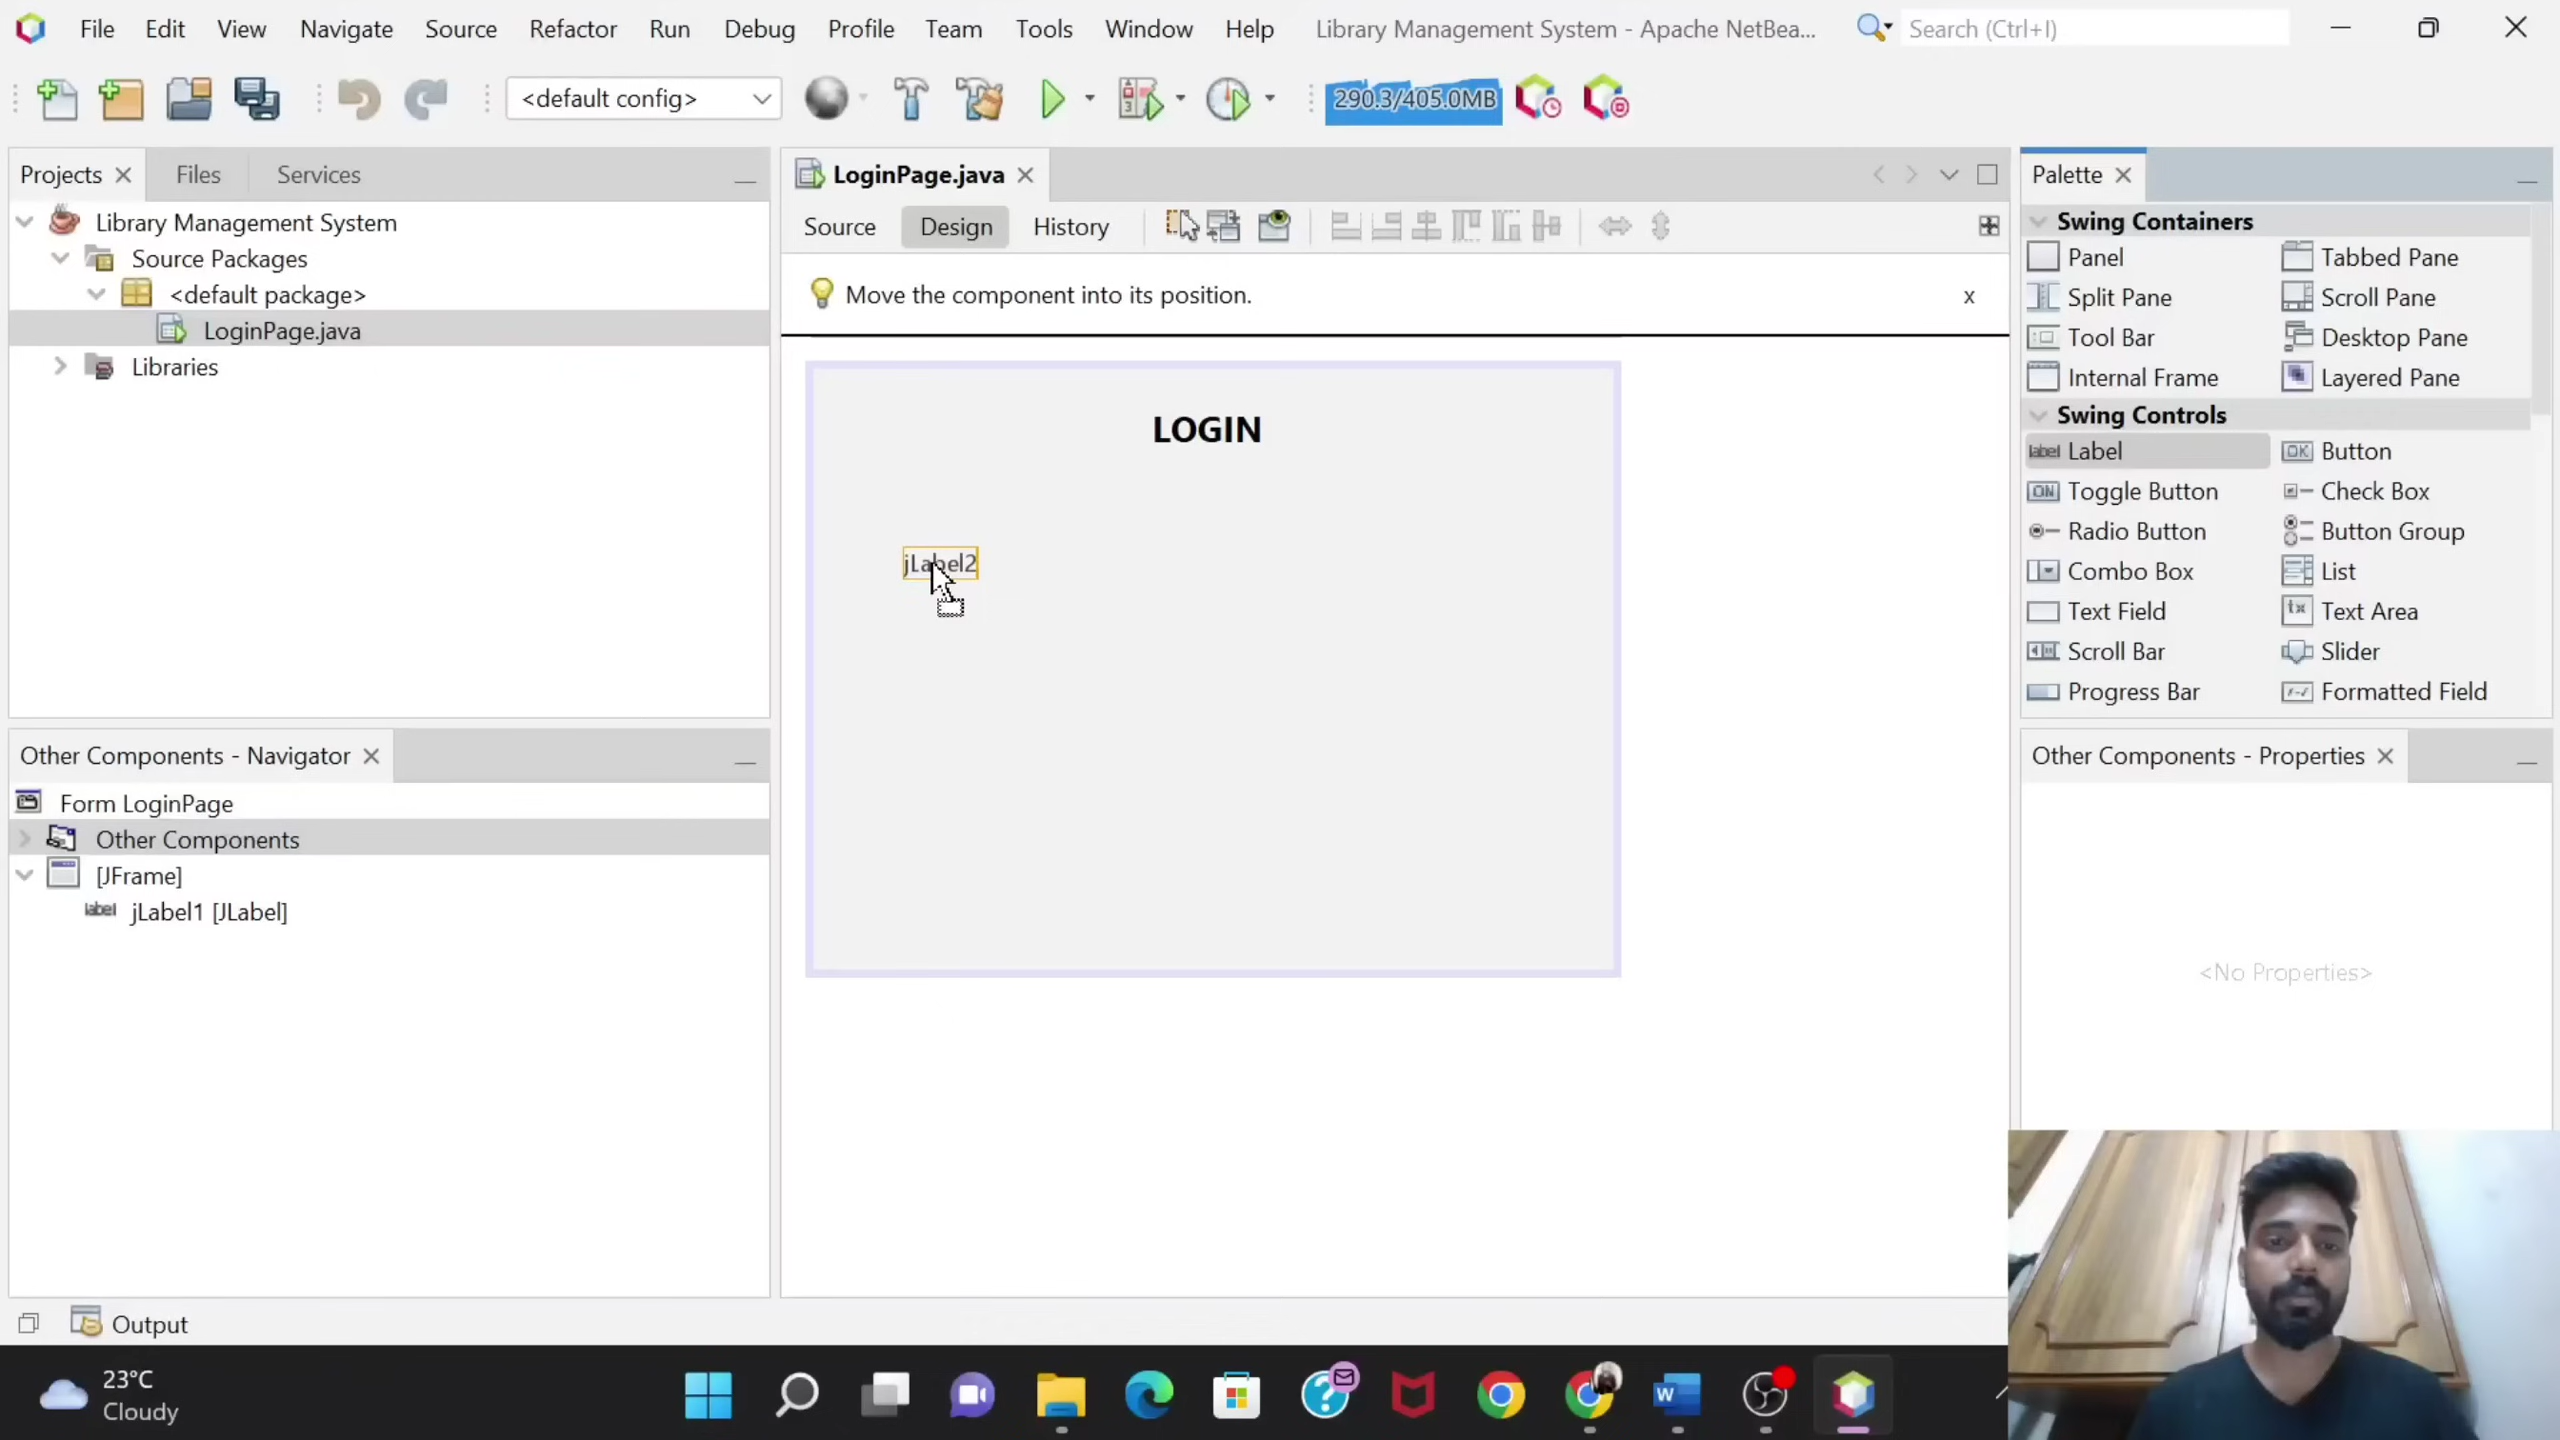 File Edit View Navigate Source Refactor Run Debug Profile Team Tools Window Help Library Management System - Apache NetBea... Search (Ctrl+I)
<default config> 290.3/405.0MB
Projects Files Services
Library Management System
Source Packages
<default package>
LoginPage.java
Libraries
Other Components - Navigator
Form LoginPage
Other Components
[JFrame]
label jLabel1 [JLabel]
LoginPage.java
Source Design History
Move the component into its position. x
LOGIN
jLabel2
Palette
Swing Containers
Panel Tabbed Pane
Split Pane Scroll Pane
Tool Bar Desktop Pane
Internal Frame Layered Pane
Swing Controls
label Label OK Button
ON Toggle Button Check Box
Radio Button Button Group
Combo Box List
Text Field tx Text Area
Scroll Bar Slider
Progress Bar Formatted Field
Other Components - Properties
<No Properties>
Output
23°C
Cloudy
W